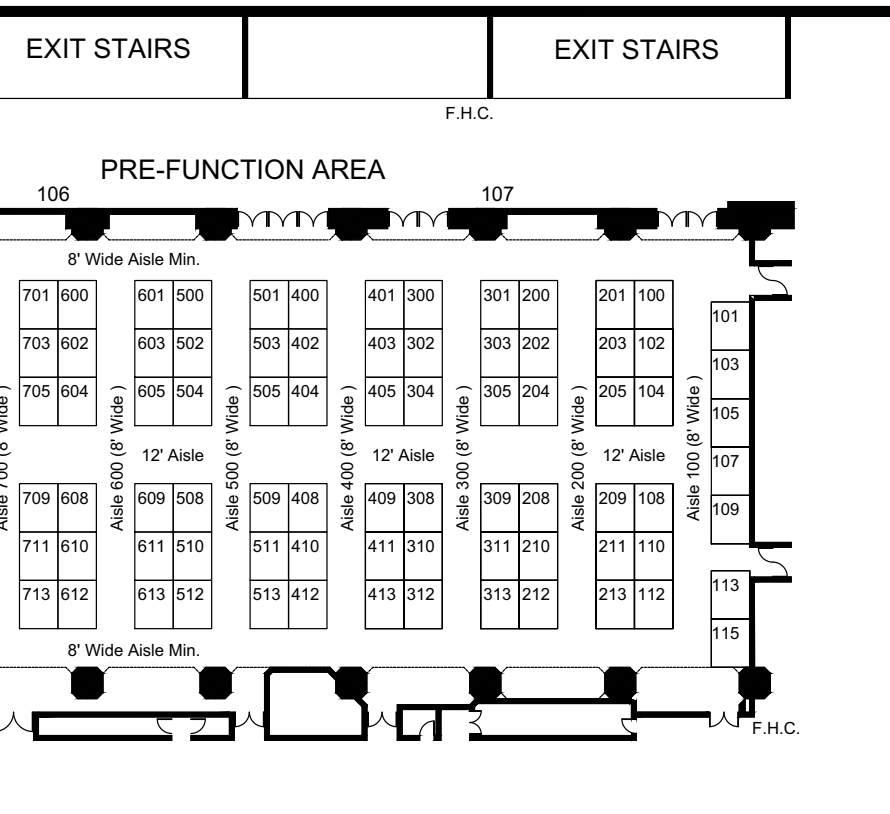 EXIT STAIRS EXIT STAIRS
F.H.C.
PRE-FUNCTION AREA
106 107
8' Wide Aisle Min.
701 600 601 500 501 400 401 300 301 200 201 100
101
703 602 603 502 503 402 403 302 303 202 203 102
103
705 604 605 504 505 404 405 304 305 204 205 104
105
12' Aisle 12' Aisle 12' Aisle
107
Aisle 700 (8' Wide )
Aisle 600 (8' Wide )
Aisle 500 (8' Wide )
Aisle 400 (8' Wide )
Aisle 300 (8' Wide )
Aisle 200 (8' Wide )
Aisle 100 (8' Wide )
709 608 609 508 509 408 409 308 309 208 209 108
109
711 610 611 510 511 410 411 310 311 210 211 110
713 612 613 512 513 412 413 312 313 212 213 112
113
115
8' Wide Aisle Min.
F.H.C.